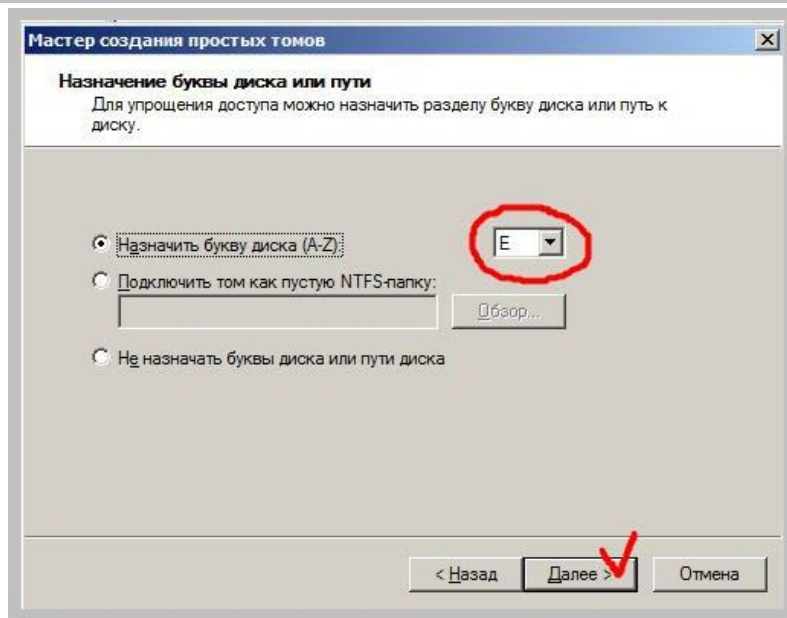 Мастер создания простых томов
Назначение буквы диска или пути
Для упрощения доступа можно назначить разделу букву диска или путь к
диску.
Назначить букву диска (A-Z): E
Подключить том как пустую NTFS-папку:
Обзор...
Не назначать буквы диска или пути диска
< Назад Далее > Отмена